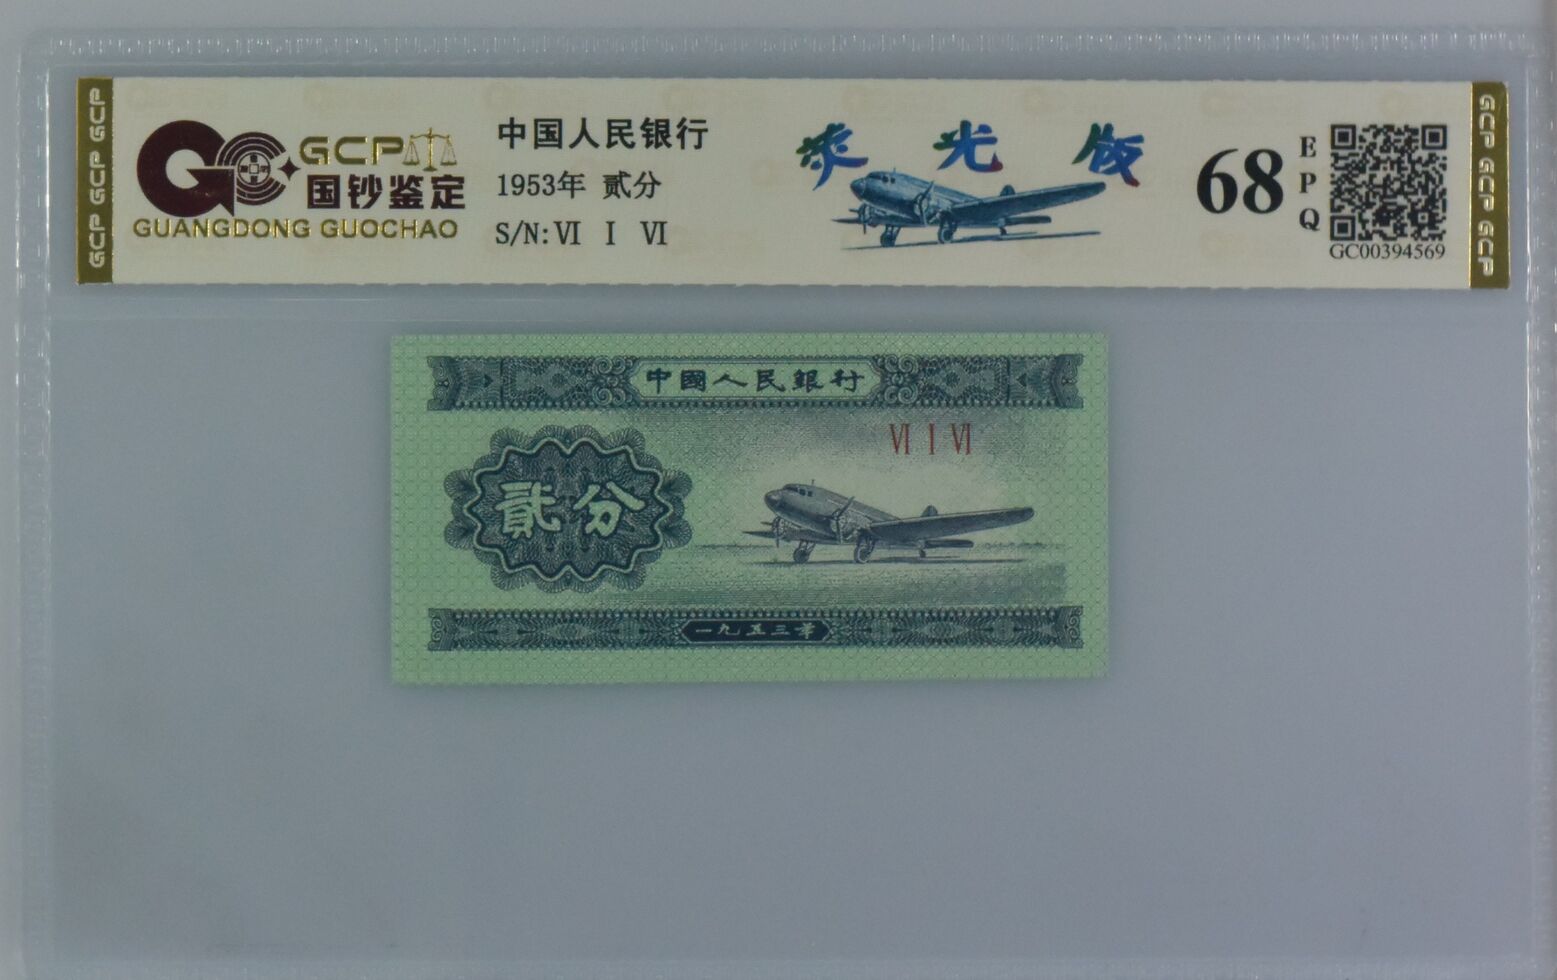 GCP GCP GCP
GCP
国钞鉴定
GUANGDONG GUOCHAO
中国人民银行
1953年 贰分
S/N: Ⅵ Ⅰ Ⅵ
荧光版
68
EPQ
GC00394569
GCP GCP GCP
中國人民銀行
Ⅵ Ⅰ Ⅵ
貳分
一九五三年